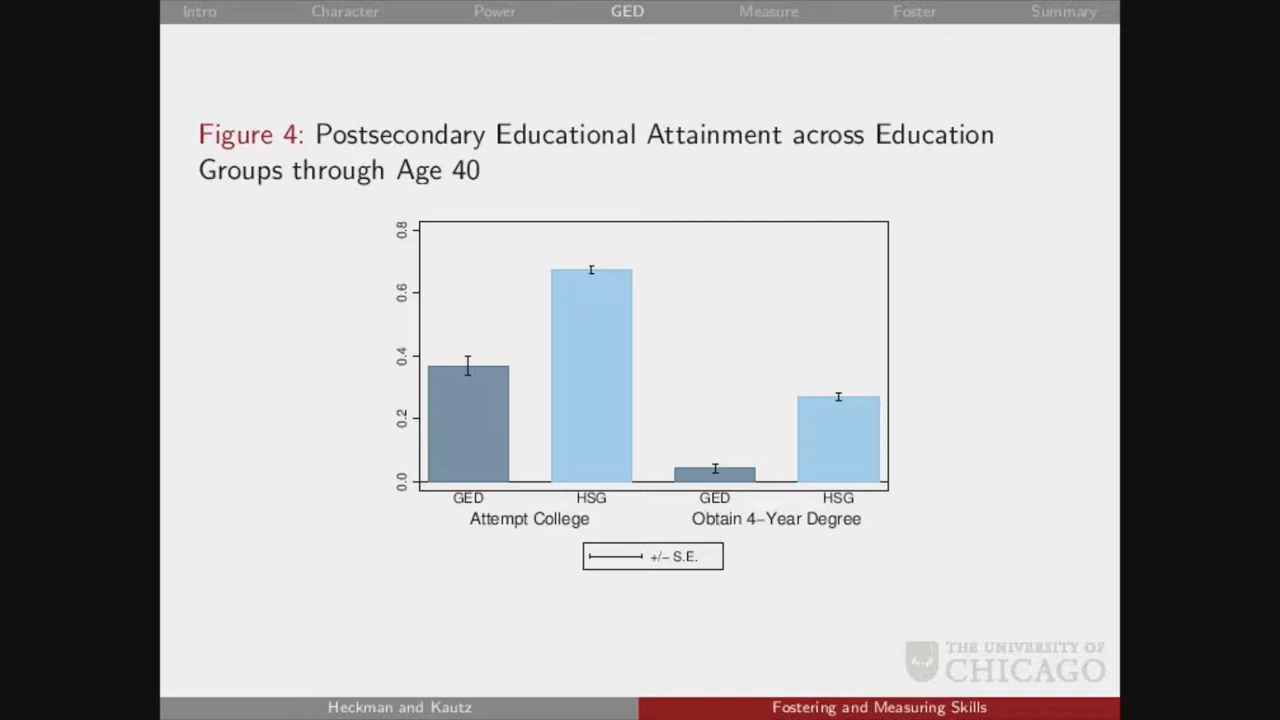 Intro Character Power GED Measure Foster Summary
Figure 4: Postsecondary Educational Attainment across Education
Groups through Age 40
0.8
0.6
0.4
0.2
0.0
GED HSG GED HSG
Attempt College Obtain 4–Year Degree
+/– S.E.
THE UNIVERSITY OF
CHICAGO
Heckman and Kautz Fostering and Measuring Skills